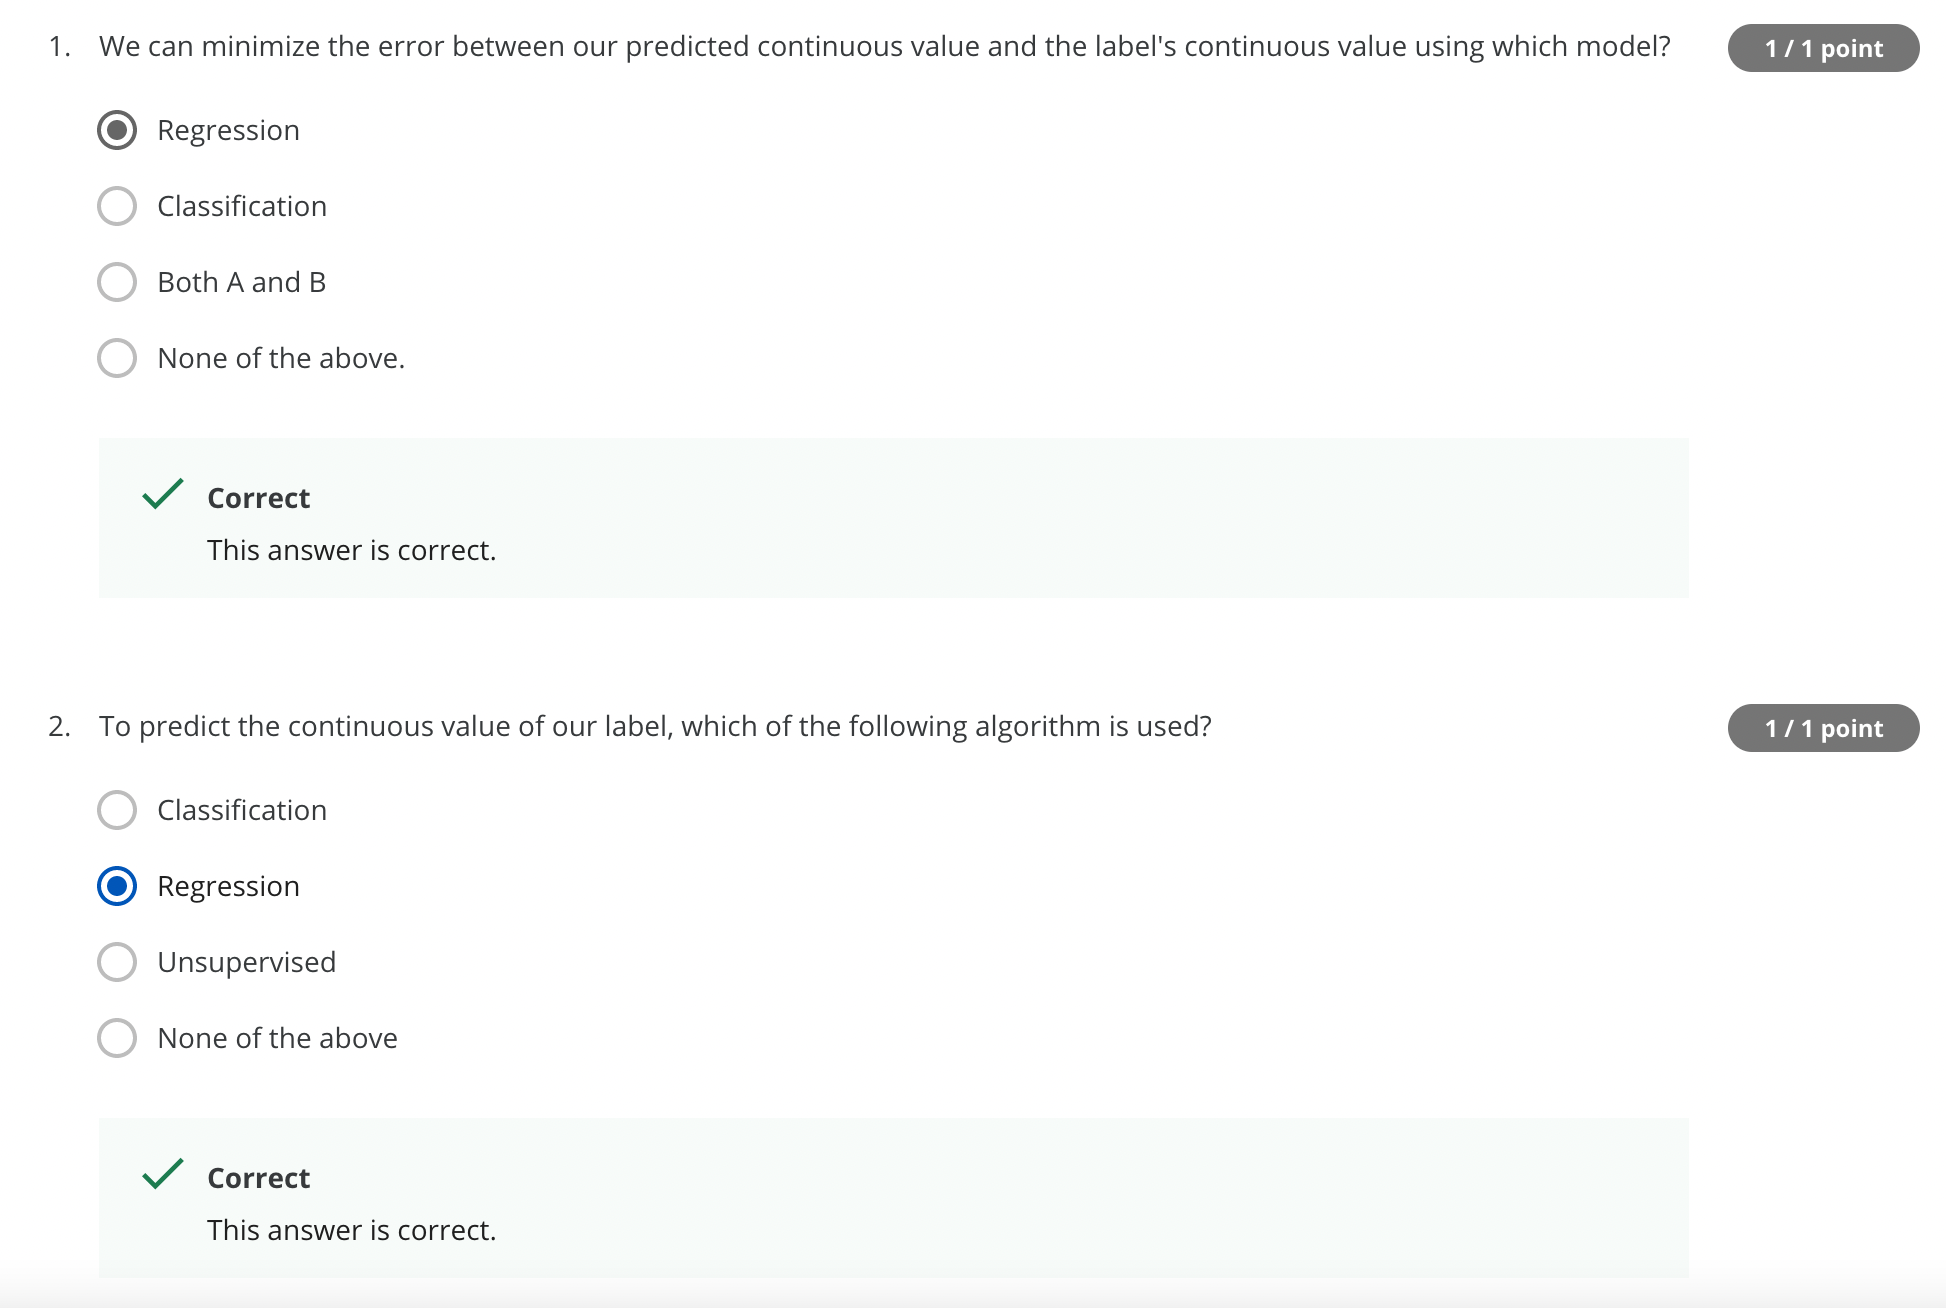 1. We can minimize the error between our predicted continuous value and the label's continuous value using which model?
1 / 1 point
Regression
Classification
Both A and B
None of the above.
Correct
This answer is correct.
2. To predict the continuous value of our label, which of the following algorithm is used?
1 / 1 point
Classification
Regression
Unsupervised
None of the above
Correct
This answer is correct.